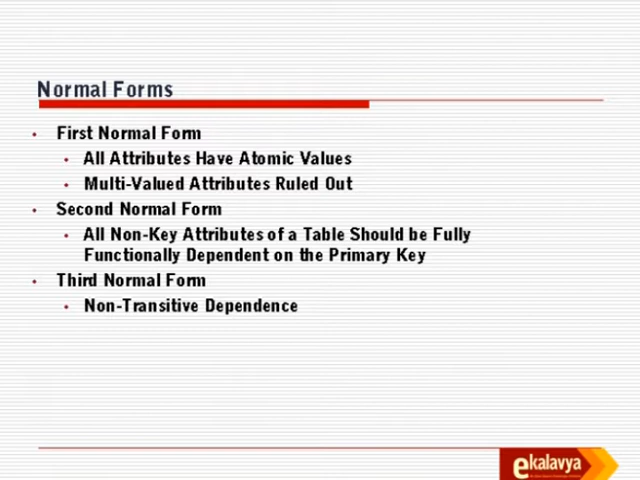 Normal Forms
• First Normal Form
• All Attributes Have Atomic Values
• Multi-Valued Attributes Ruled Out
• Second Normal Form
• All Non-Key Attributes of a Table Should be Fully
Functionally Dependent on the Primary Key
• Third Normal Form
• Non-Transitive Dependence
ekalavya